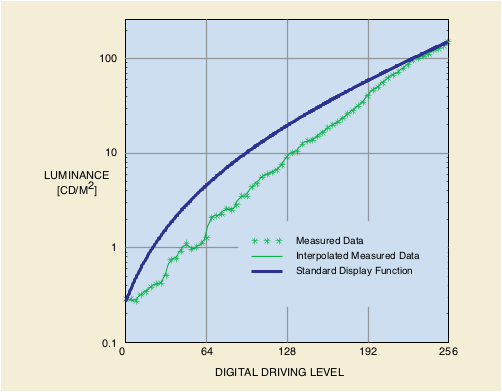 100
10
1
0.1
LUMINANCE
[CD/M2]
Measured Data
Interpolated Measured Data
Standard Display Function
0 64 128 192 256
DIGITAL DRIVING LEVEL